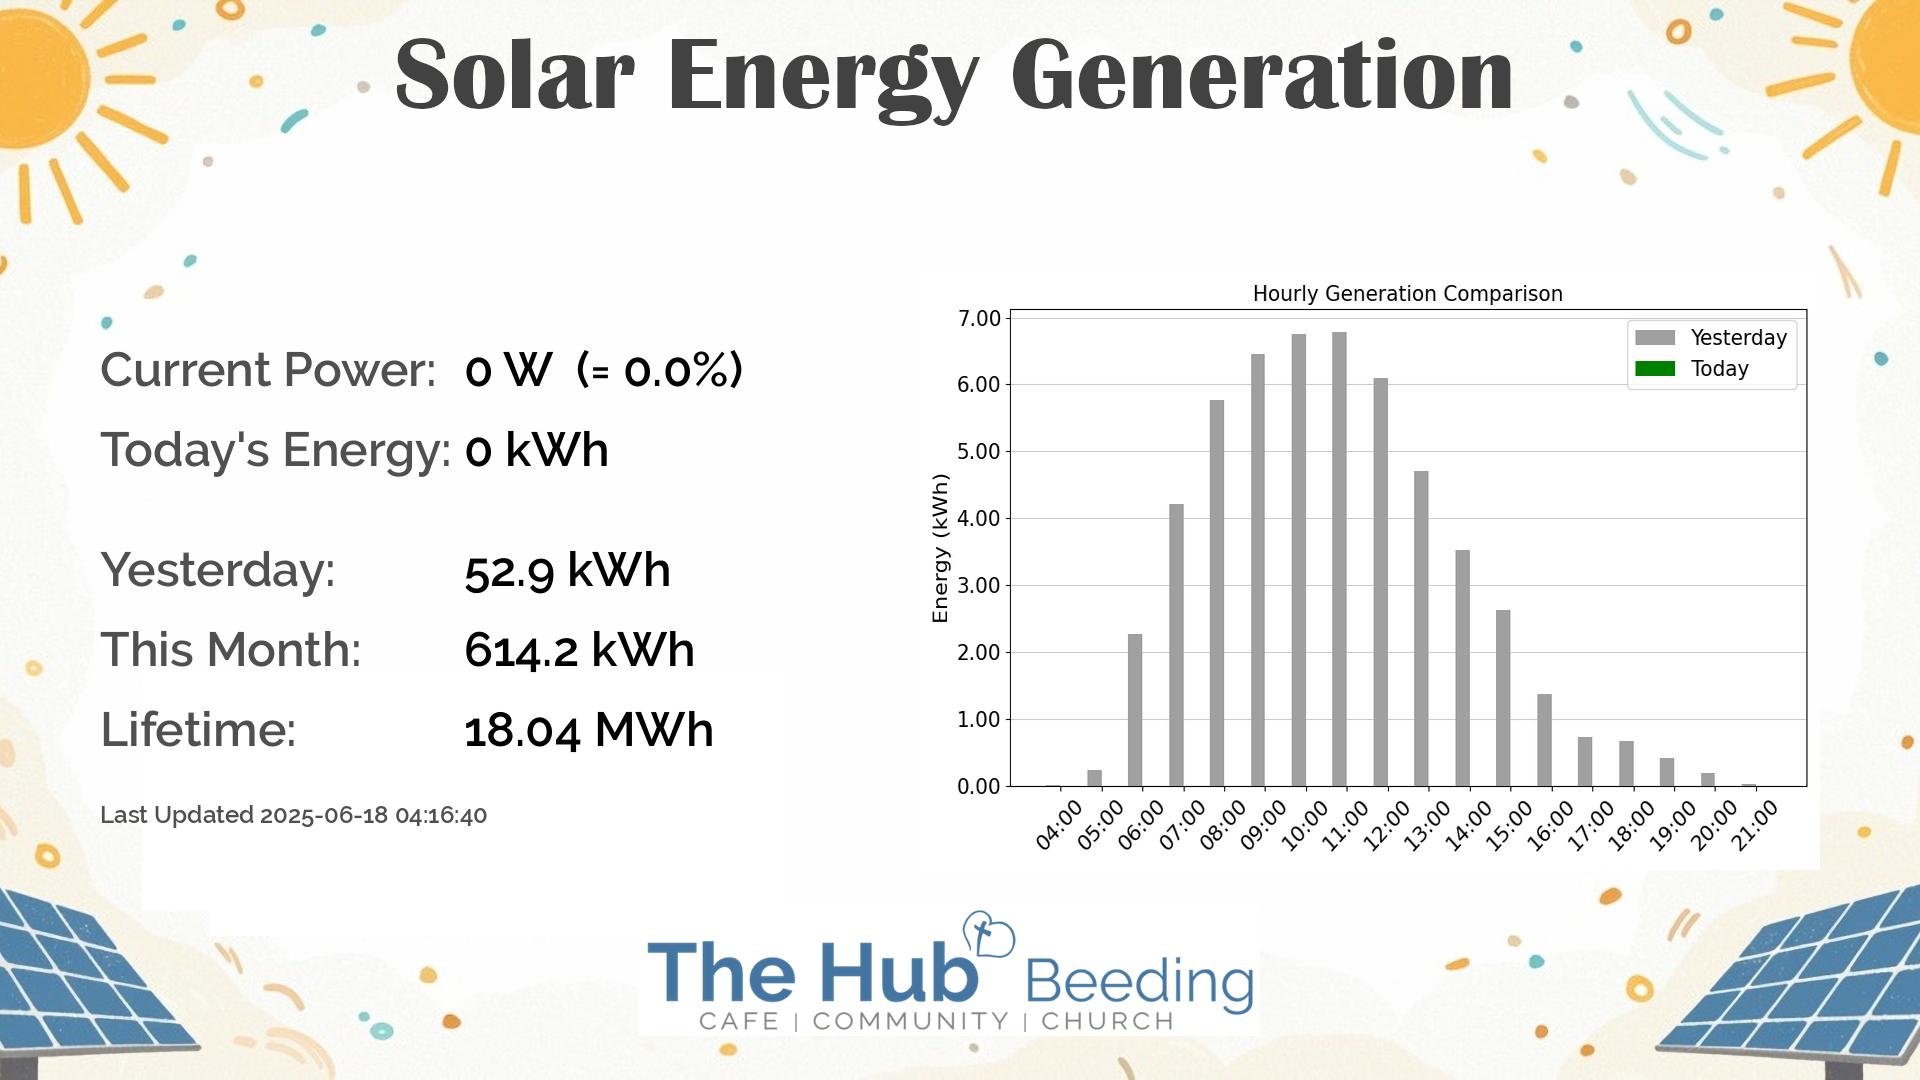 Solar Energy Generation
Current Power: 0 W (= 0.0%)
Today's Energy: 0 kWh
Yesterday: 52.9 kWh
This Month: 614.2 kWh
Lifetime: 18.04 MWh
Last Updated 2025-06-18 04:16:40
Hourly Generation Comparison
Yesterday
Today
Energy (kWh)
7.00
6.00
5.00
4.00
3.00
2.00
1.00
0.00
04:00 05:00 06:00 07:00 08:00 09:00 10:00 11:00 12:00 13:00 14:00 15:00 16:00 17:00 18:00 19:00 20:00 21:00
The Hub Beeding
CAFE | COMMUNITY | CHURCH